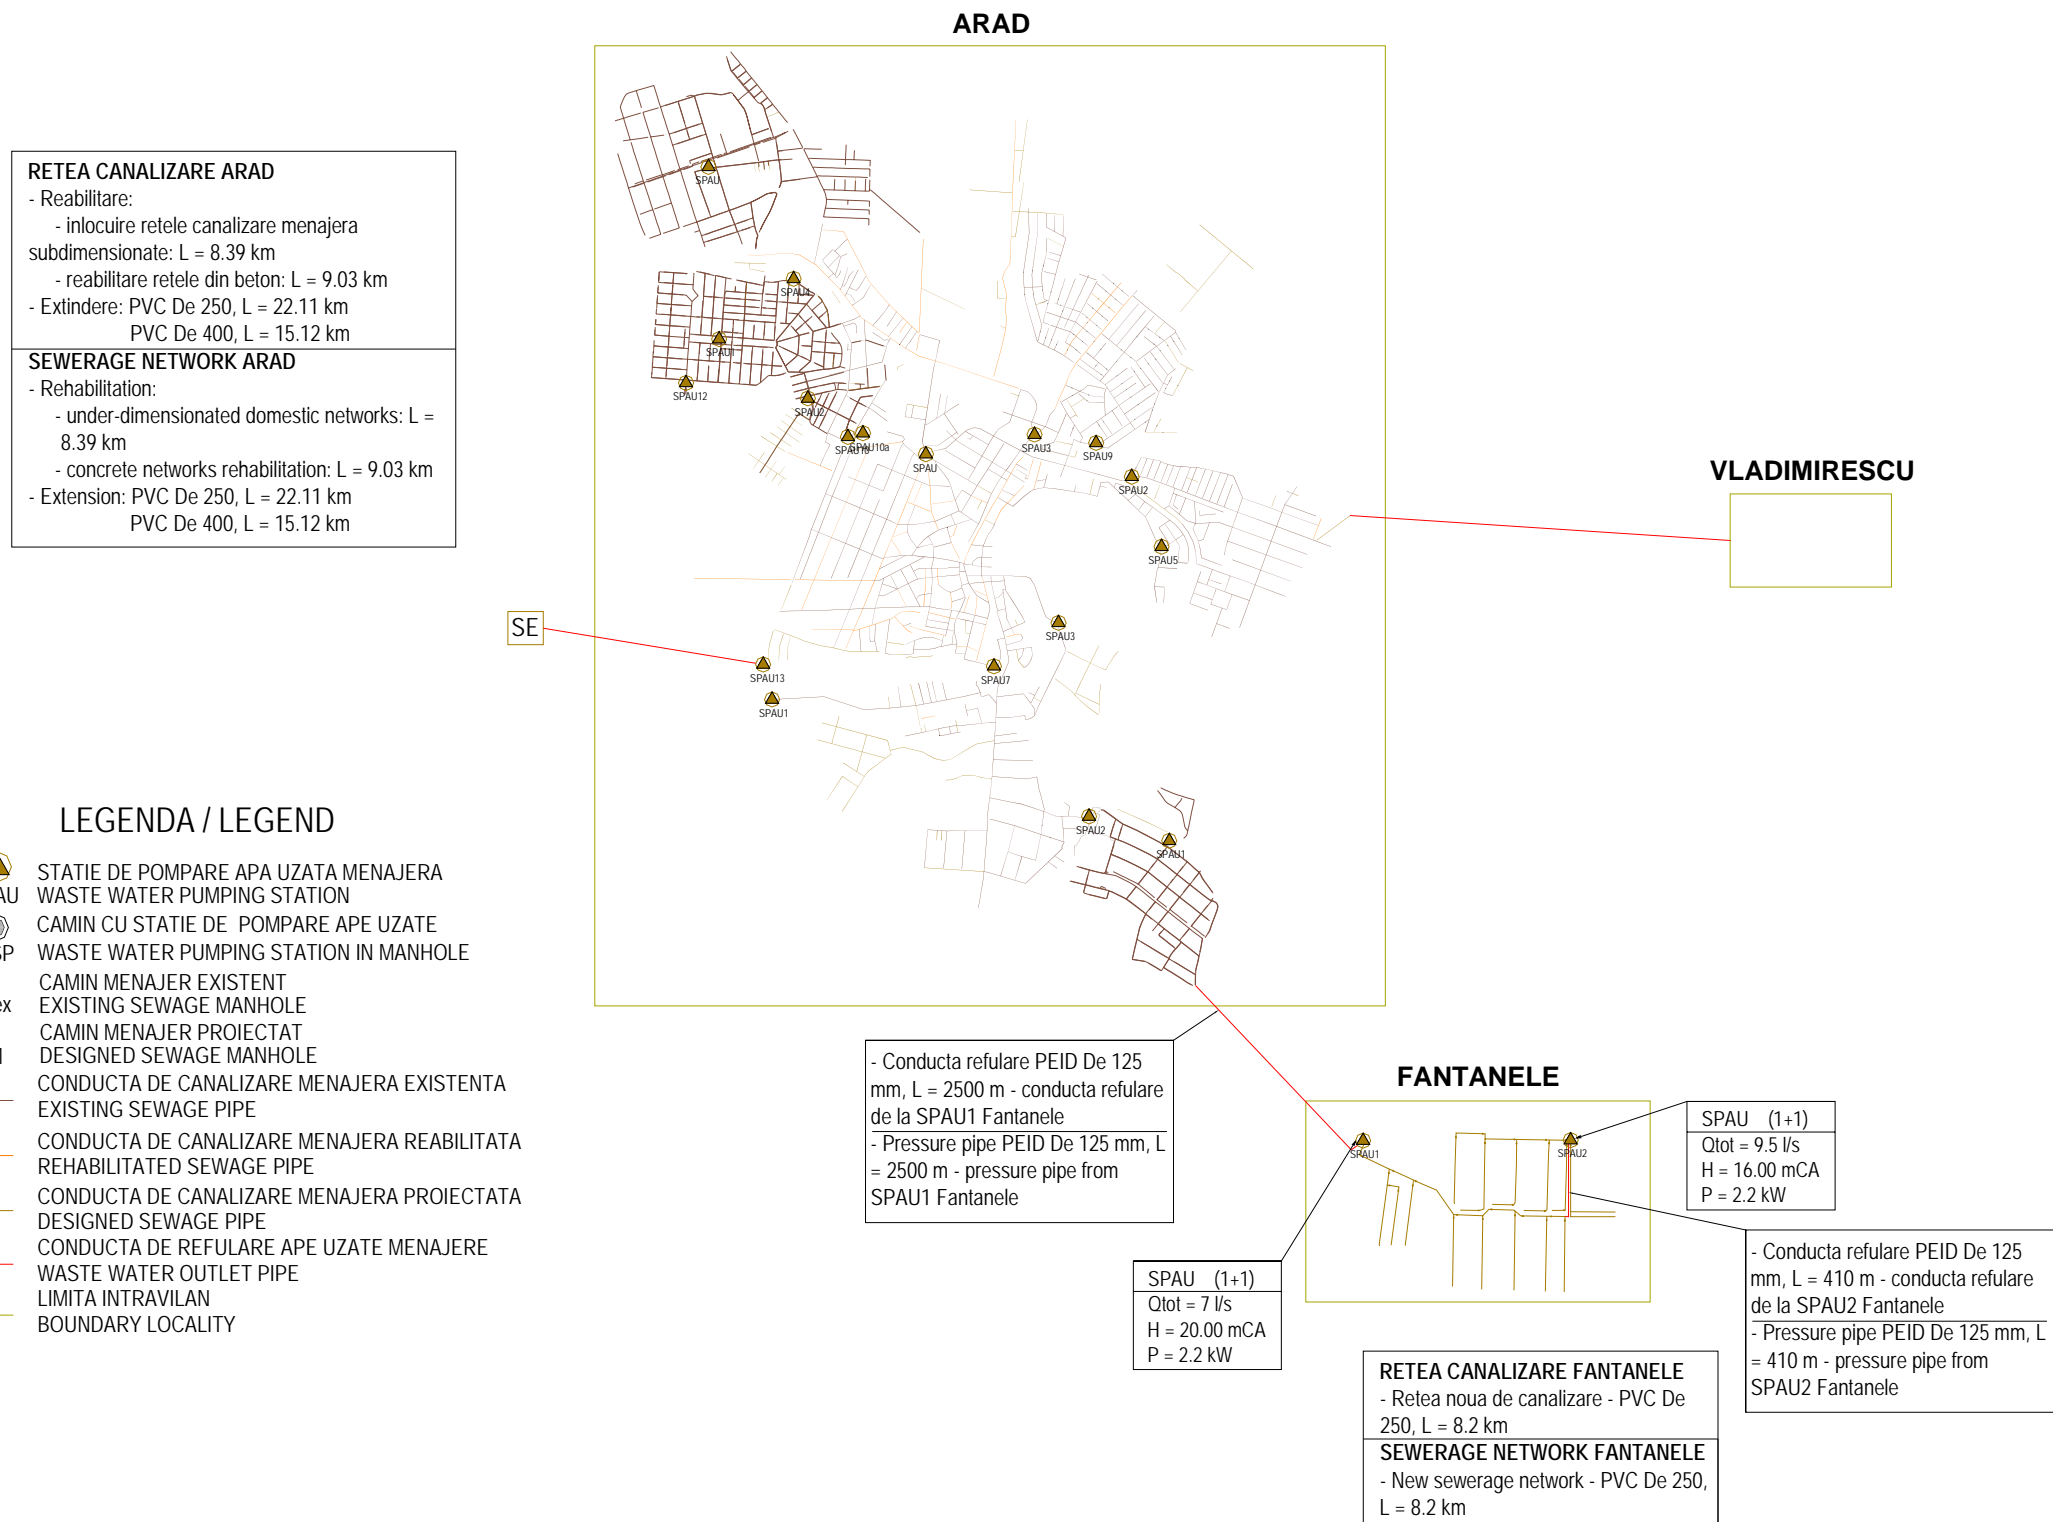 ARAD
RETEA CANALIZARE ARAD
- Reabilitare:
- inlocuire retele canalizare menajera
subdimensionate: L = 8.39 km
- reabilitare retele din beton: L = 9.03 km
- Extindere: PVC De 250, L = 22.11 km
PVC De 400, L = 15.12 km
SEWERAGE NETWORK ARAD
- Rehabilitation:
- under-dimensionated domestic networks: L =
8.39 km
- concrete networks rehabilitation: L = 9.03 km
- Extension: PVC De 250, L = 22.11 km
PVC De 400, L = 15.12 km
SPAU
SPAU4
SPAU1
SPAU12
SPAU2
SPAU10
SPAU10a
SPAU
SPAU3
SPAU9
SPAU2
SPAU5
SPAU3
SPAU7
SPAU13
SPAU1
SPAU2
SPAU1
VLADIMIRESCU
SE
LEGENDA / LEGEND
STATIE DE POMPARE APA UZATA MENAJERA
AU WASTE WATER PUMPING STATION
CAMIN CU STATIE DE POMPARE APE UZATE
SP WASTE WATER PUMPING STATION IN MANHOLE
CAMIN MENAJER EXISTENT
ex EXISTING SEWAGE MANHOLE
CAMIN MENAJER PROIECTAT
DESIGNED SEWAGE MANHOLE
CONDUCTA DE CANALIZARE MENAJERA EXISTENTA
EXISTING SEWAGE PIPE
CONDUCTA DE CANALIZARE MENAJERA REABILITATA
REHABILITATED SEWAGE PIPE
CONDUCTA DE CANALIZARE MENAJERA PROIECTATA
DESIGNED SEWAGE PIPE
CONDUCTA DE REFULARE APE UZATE MENAJERE
WASTE WATER OUTLET PIPE
LIMITA INTRAVILAN
BOUNDARY LOCALITY
- Conducta refulare PEID De 125
mm, L = 2500 m - conducta refulare
de la SPAU1 Fantanele
- Pressure pipe PEID De 125 mm, L
= 2500 m - pressure pipe from
SPAU1 Fantanele
FANTANELE
SPAU1
SPAU2
SPAU (1+1)
Qtot = 9.5 l/s
H = 16.00 mCA
P = 2.2 kW
SPAU (1+1)
Qtot = 7 l/s
H = 20.00 mCA
P = 2.2 kW
- Conducta refulare PEID De 125
mm, L = 410 m - conducta refulare
de la SPAU2 Fantanele
- Pressure pipe PEID De 125 mm, L
= 410 m - pressure pipe from
SPAU2 Fantanele
RETEA CANALIZARE FANTANELE
- Retea noua de canalizare - PVC De
250, L = 8.2 km
SEWERAGE NETWORK FANTANELE
- New sewerage network - PVC De 250,
L = 8.2 km